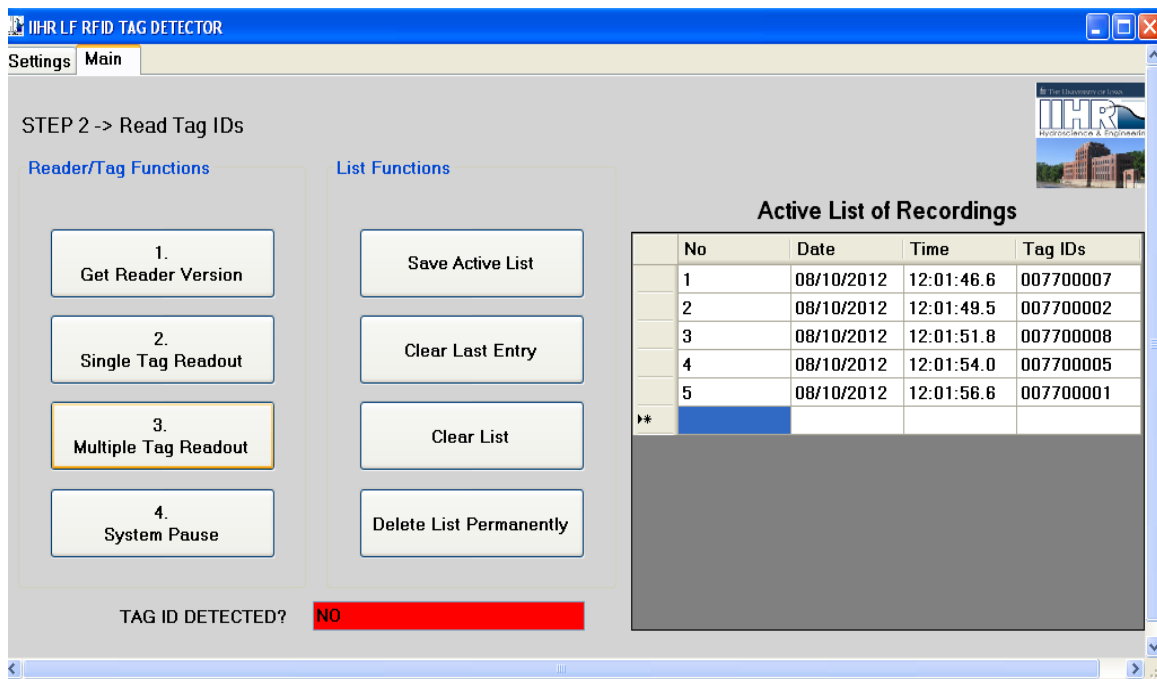 IIHR LF RFID TAG DETECTOR
Settings Main
The University of Iowa
IIHR
Hydroscience & Engineerin
STEP 2 -> Read Tag IDs
Reader/Tag Functions
1.
Get Reader Version
2.
Single Tag Readout
3.
Multiple Tag Readout
4.
System Pause
List Functions
Save Active List
Clear Last Entry
Clear List
Delete List Permanently
Active List of Recordings
No Date Time Tag IDs
1 08/10/2012 12:01:46.6 007700007
2 08/10/2012 12:01:49.5 007700002
3 08/10/2012 12:01:51.8 007700008
4 08/10/2012 12:01:54.0 007700005
5 08/10/2012 12:01:56.6 007700001
TAG ID DETECTED? NO